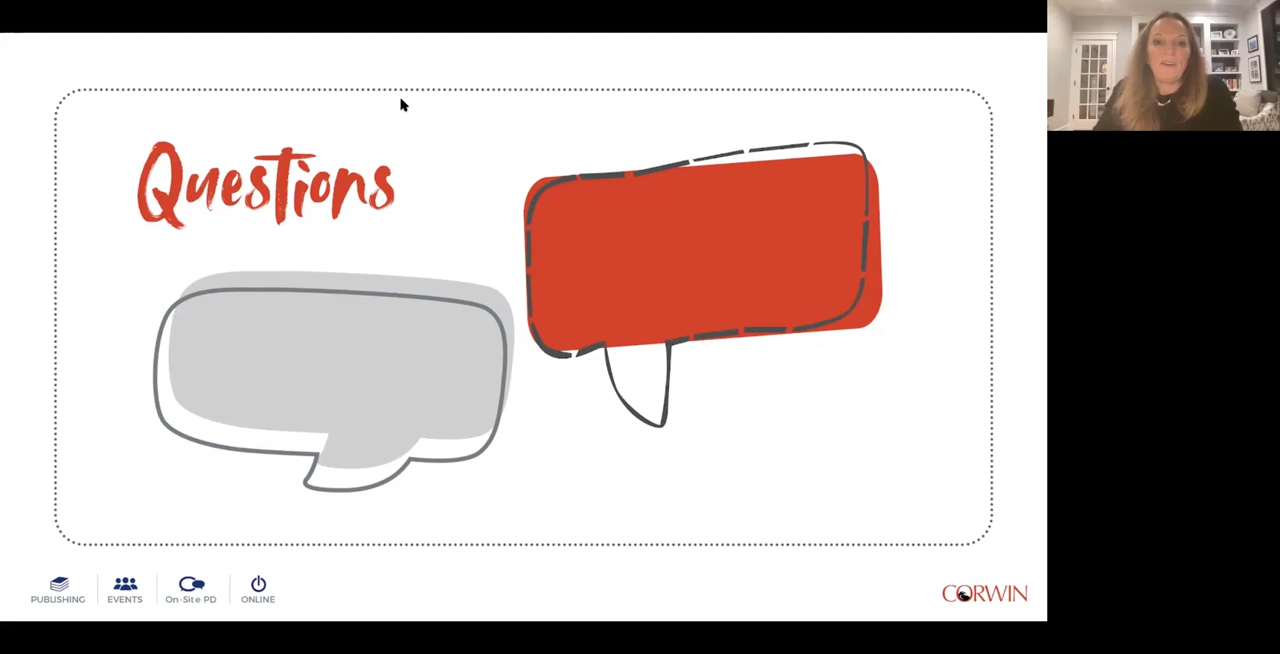 Questions
PUBLISHING
EVENTS
On-Site PD
ONLINE
CORWIN